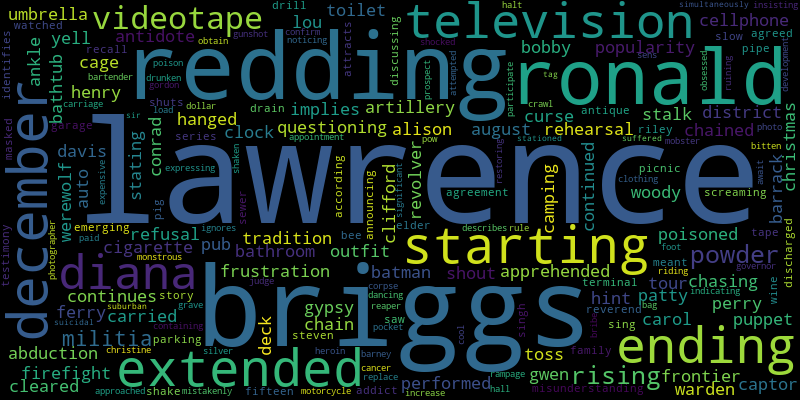 umbrella videotape lou drill toilet television halt simultaneously insisting
watched antidote obtain gunshot confirm noticing yell recall attracts discussing shocked bobby popularity cellphone slow agreed
identifies ankle bathtub cage poison bartender drunken redding prospect attempted participate ronald sens obsessed ruining pipe development
henry carriage gordon shuts dollar implies artillery tag crawl antique curse stalk district
masked december garage hanged drain load appointment questioning alison pow august stationed rehearsal suffered riley chained mobster photo christmas
davis stating conrad series clock sir lawrence revolver continued picnic bitten
werewolf auto expressing shaken according announcing restoring camping clothing woody screaming await barrack
expensive pig sewer agreement significant clifford
testimony emerging refusal tradition bee elder describes rule poisoned tape discharged
photographer paid cigarette pub bathroom outfit ignores starting foot meant powder
monstrous diana frustration batman shout apprehended riding chasing governor wine
continues story judge corpse dancing terminal hint tour indicating
suburban grave gypsy reaper briggs cool singh reverend bag patty perry
ferry carried deck chain saw pocket sing carol puppet
militia christine parking steven bribe ending
abduction suicidal containing silver heroin barney toss family
firefight extended cancer replace rampage gwen rising misunderstanding frontier captor
cleared approached shake mistakenly fifteen motorcycle addict increase performed hall warden